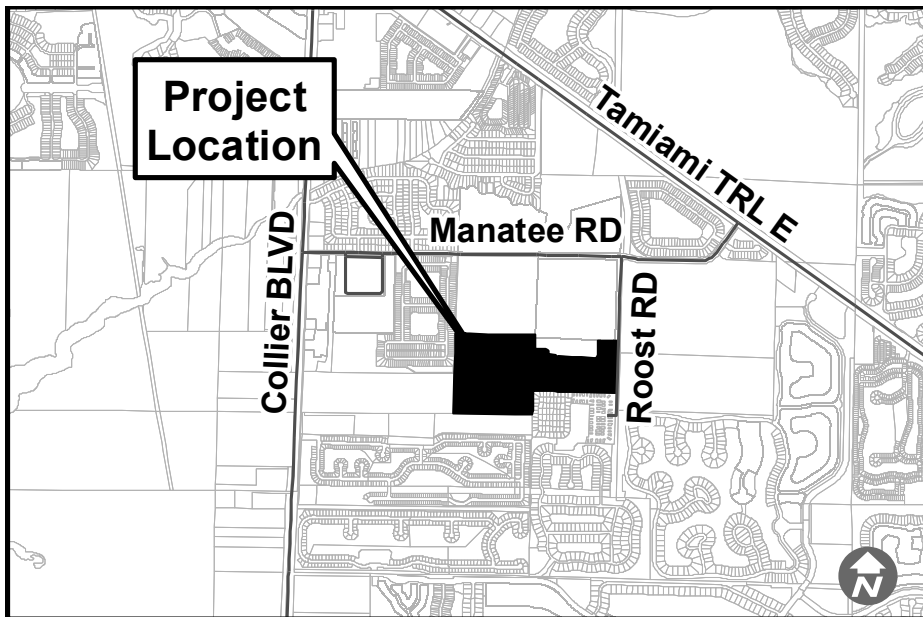 Project
Location
Tamiami TRL E
Manatee RD
Collier BLVD
Roost RD
N